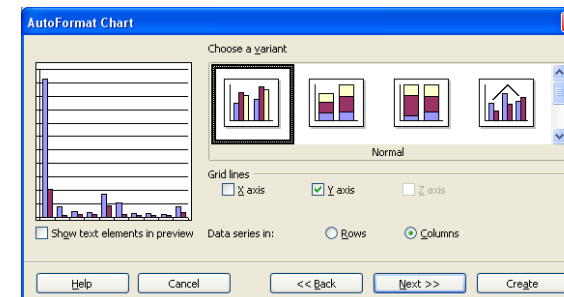 AutoFormat Chart
Choose a variant
Normal
Grid lines
X axis
Y axis
Z axis
Show text elements in preview
Data series in:
Rows
Columns
Help
Cancel
<< Back
Next >>
Create